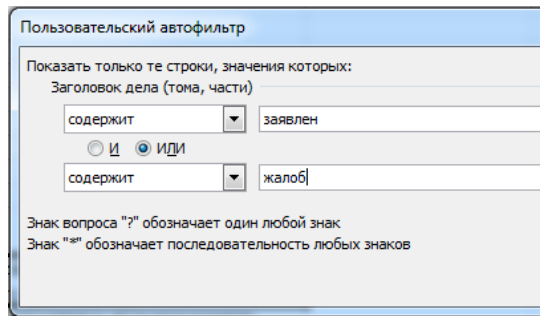 Пользовательский автофильтр
Показать только те строки, значения которых:
Заголовок дела (тома, части)
содержит заявлен
И ИЛИ
содержит жалоб
Знак вопроса "?" обозначает один любой знак
Знак "*" обозначает последовательность любых знаков